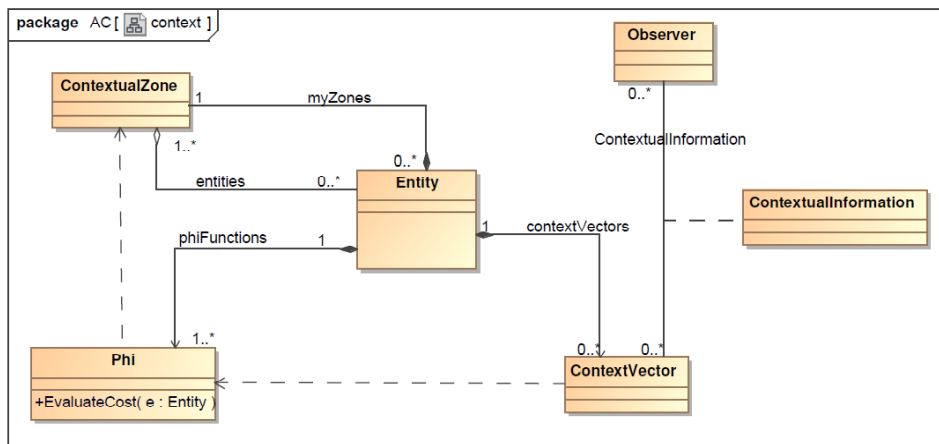 package AC [ context ]
Observer
ContextualZone
1
myZones
0..*
1..*
ContextualInformation
0..*
entities
0..*
Entity
ContextualInformation
phiFunctions
1
1
contextVectors
1..*
0..*
0..*
Phi
ContextVector
+EvaluateCost( e : Entity )